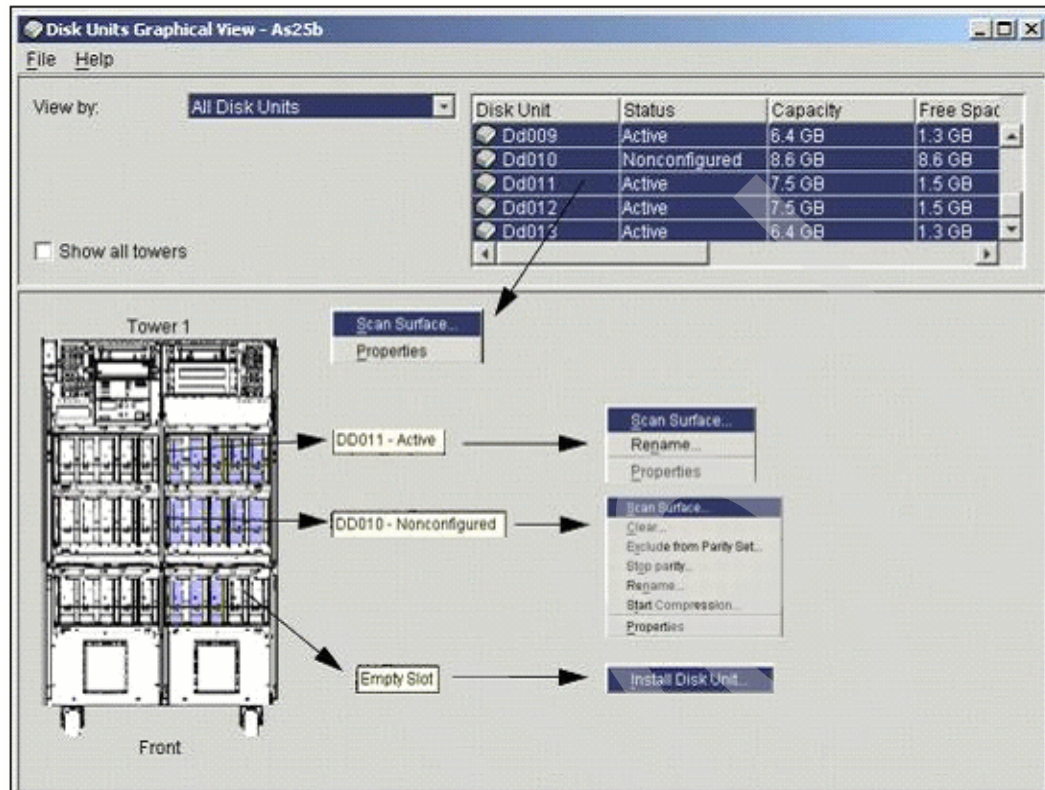 Disk Units Graphical View - As25b
File Help
View by: All Disk Units
Disk Unit Status Capacity Free Spac
Dd009 Active 6.4 GB 1.3 GB
Dd010 Nonconfigured 8.6 GB 8.6 GB
Dd011 Active 7.5 GB 1.5 GB
Dd012 Active 7.5 GB 1.5 GB
Dd013 Active 6.4 GB 1.3 GB
Show all towers
Tower 1
Scan Surface...
Properties
DD011 - Active
Scan Surface...
Rename...
Properties
DD010 - Nonconfigured
Scan Surface...
Clear...
Exclude from Parity Set...
Stop parity...
Rename...
Start Compression...
Properties
Empty Slot
Install Disk Unit...
Front